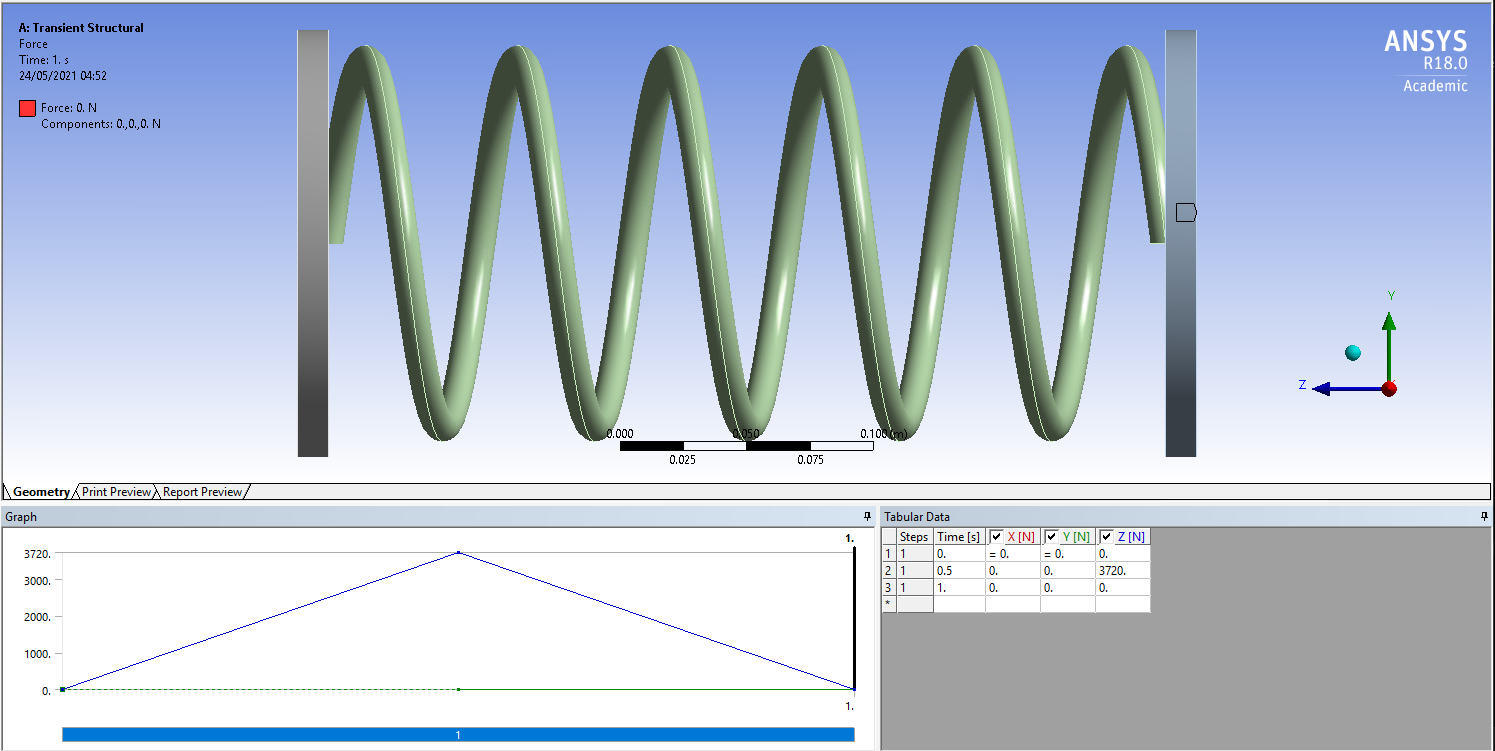 A: Transient Structural
Force
Time: 1. s
24/05/2021 04:52
Force: 0. N
Components: 0.,0.,0. N
ANSYS
R18.0
Academic
Y
Z
0.000 0.050 0.100 (m)
0.025 0.075
Geometry Print Preview Report Preview
Graph
1.
3720.
3000.
2000.
1000.
0.
1.
1
Tabular Data
Steps Time [s] X [N] Y [N] Z [N]
1 1 0. = 0. = 0. 0.
2 1 0.5 0. 0. 3720.
3 1 1. 0. 0. 0.
*